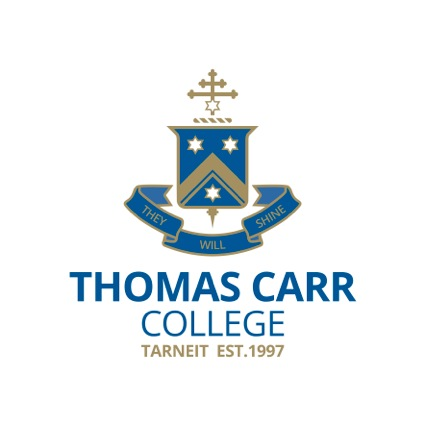 THEY WILL SHINE
THOMAS CARR
COLLEGE
TARNEIT EST.1997